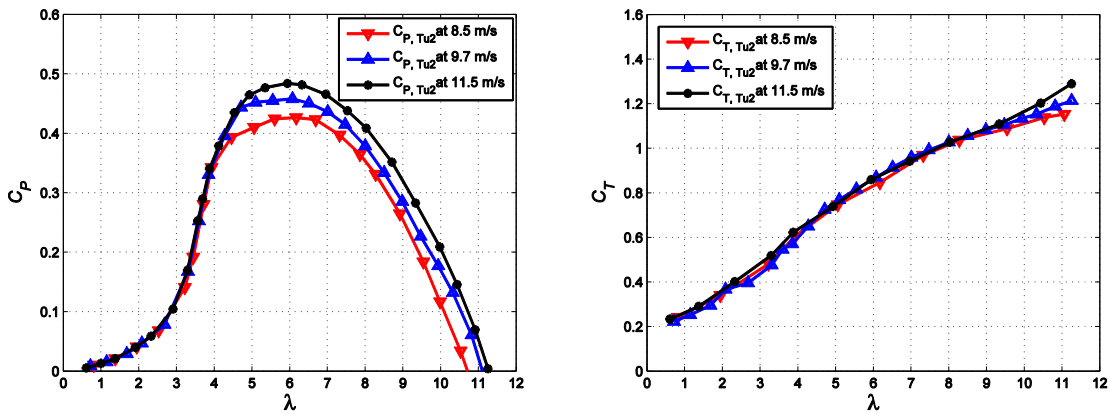 0.6
0.5
0.4
0.3
0.2
0.1
0
C_P
C_P, Tu2 at 8.5 m/s
C_P, Tu2 at 9.7 m/s
C_P, Tu2 at 11.5 m/s
0 1 2 3 4 5 6 7 8 9 10 11 12
λ
1.6
1.4
1.2
1
0.8
0.6
0.4
0.2
0
C_T
C_T, Tu2 at 8.5 m/s
C_T, Tu2 at 9.7 m/s
C_T, Tu2 at 11.5 m/s
0 1 2 3 4 5 6 7 8 9 10 11 12
λ